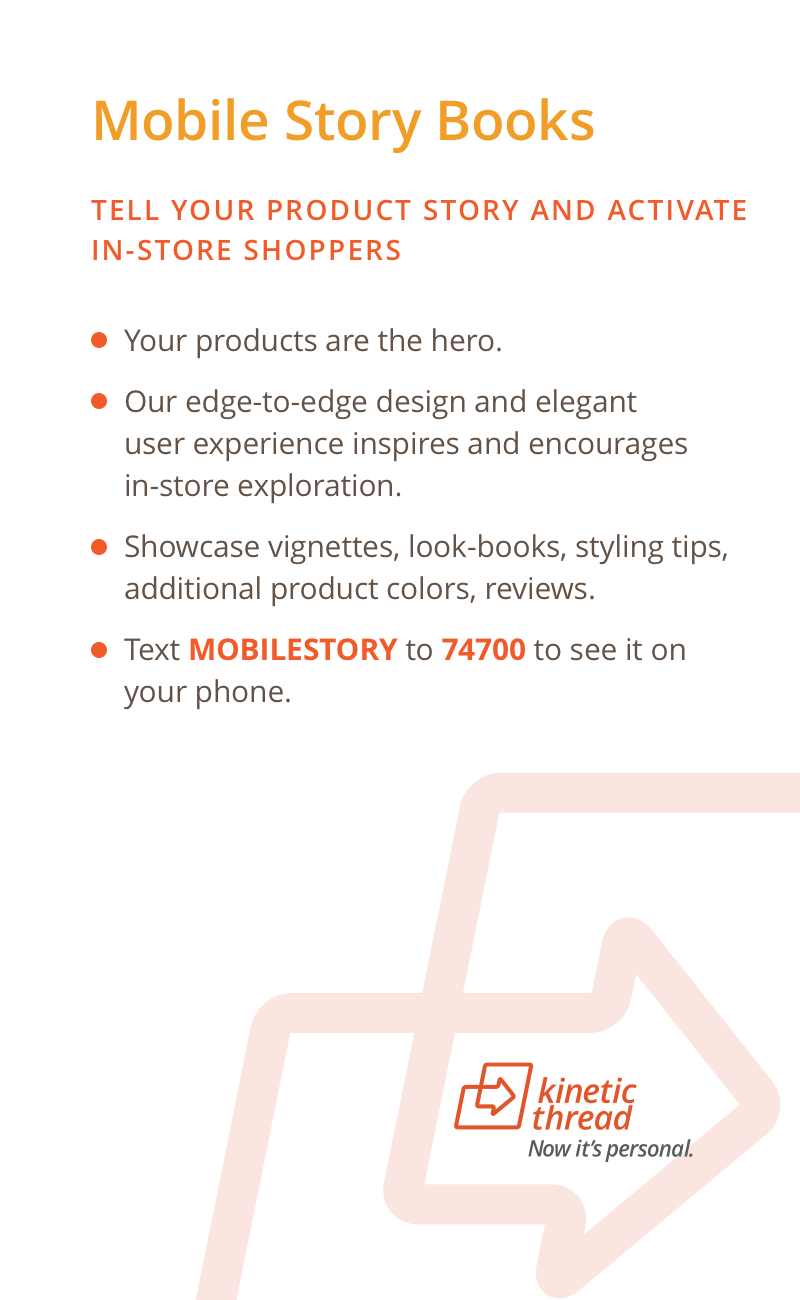 Mobile Story Books
TELL YOUR PRODUCT STORY AND ACTIVATE
IN-STORE SHOPPERS
Your products are the hero.
Our edge-to-edge design and elegant
user experience inspires and encourages
in-store exploration.
Showcase vignettes, look-books, styling tips,
additional product colors, reviews.
Text MOBILESTORY to 74700 to see it on
your phone.
kinetic
thread
Now it's personal.